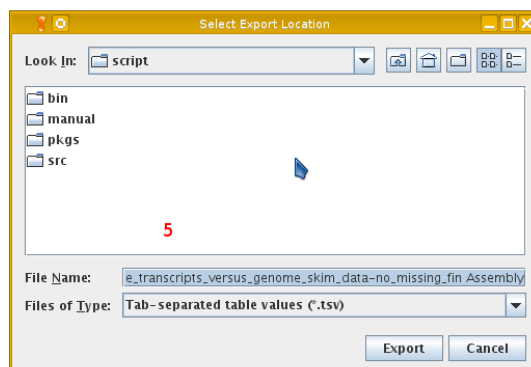 Select Export Location
Look In: script
bin
manual
pkgs
src
5
File Name: e_transcripts_versus_genome_skim_data-no_missing_fin Assembly
Files of Type: Tab-separated table values (*.tsv)
Export Cancel